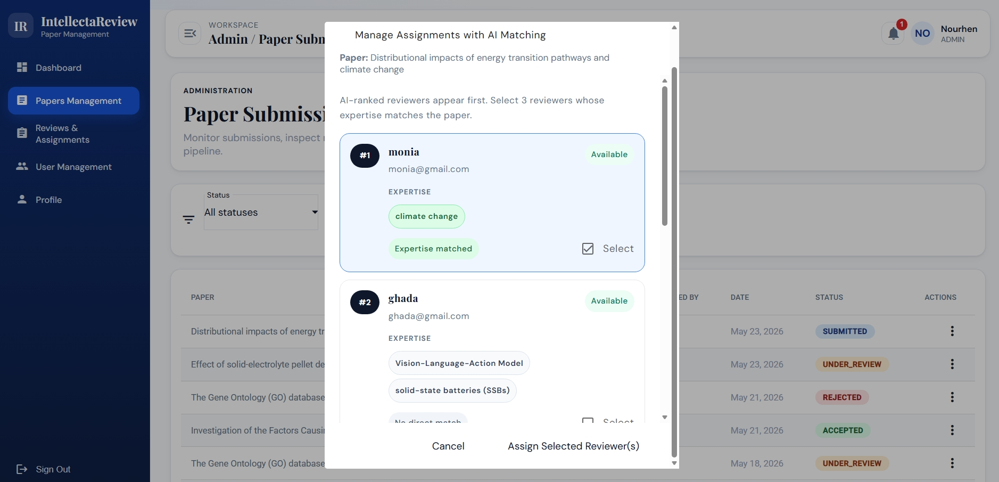 IR
IntellectaReview
Paper Management
Dashboard
Papers Management
Reviews &
Assignments
User Management
Profile
Sign Out
WORKSPACE
Admin / Paper Subm
1
NO
Nourhen
ADMIN
ADMINISTRATION
Paper Submissi
Monitor submissions, inspect
pipeline.
Status
All statuses
PAPER
ED BY
DATE
STATUS
ACTIONS
Distributional impacts of energy tr
May 23, 2026
SUBMITTED
Effect of solid-electrolyte pellet de
May 23, 2026
UNDER_REVIEW
The Gene Ontology (GO) database
May 21, 2026
REJECTED
Investigation of the Factors Causi
May 21, 2026
ACCEPTED
The Gene Ontology (GO) database
May 18, 2026
UNDER_REVIEW
Manage Assignments with AI Matching
Paper: Distributional impacts of energy transition pathways and
climate change
AI-ranked reviewers appear first. Select 3 reviewers whose
expertise matches the paper.
#1
monia
Available
monia@gmail.com
EXPERTISE
climate change
Expertise matched
Select
#2
ghada
Available
ghada@gmail.com
EXPERTISE
Vision-Language-Action Model
solid-state batteries (SSBs)
No direct match
Select
Cancel
Assign Selected Reviewer(s)